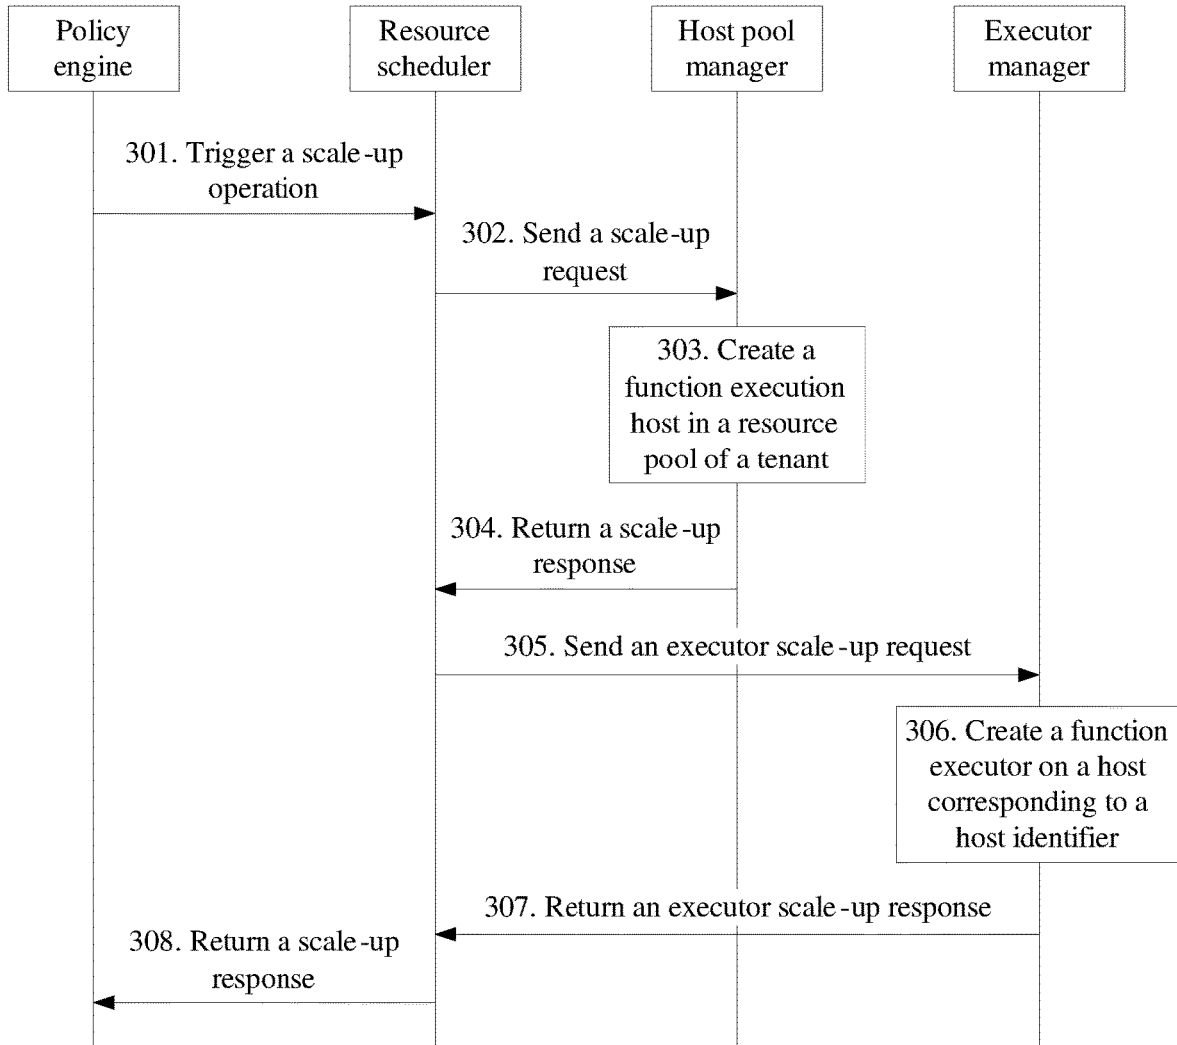 Policy
engine
Resource
scheduler
Host pool
manager
Executor
manager
301. Trigger a scale-up
operation
302. Send a scale-up
request
303. Create a
function execution
host in a resource
pool of a tenant
304. Return a scale-up
response
305. Send an executor scale-up request
306. Create a function
executor on a host
corresponding to a
host identifier
307. Return an executor scale-up response
308. Return a scale-up
response